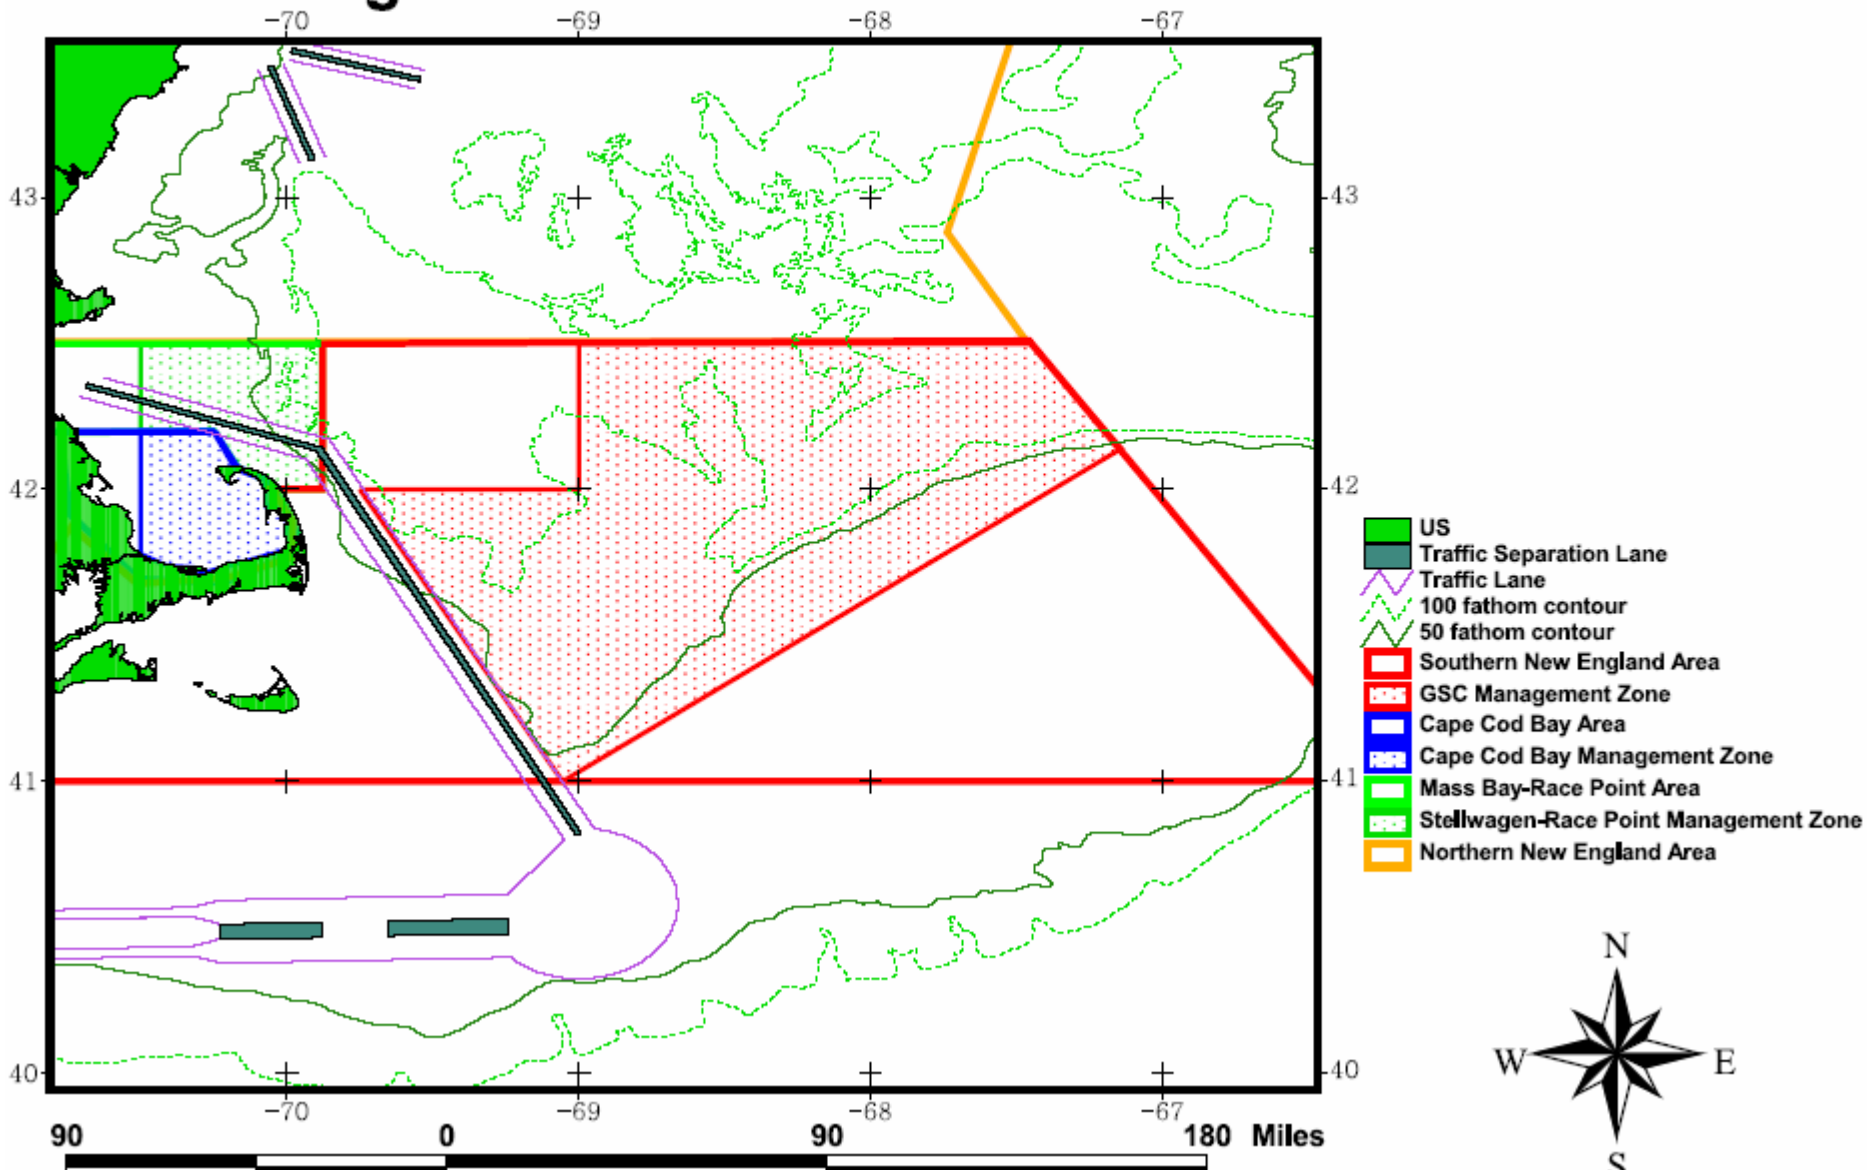 g
-70 -69 -68 -67
43 43
42 42
41 41
40 40
-70 -69 -68 -67
90 0 90 180 Miles
US
Traffic Separation Lane
Traffic Lane
100 fathom contour
50 fathom contour
Southern New England Area
GSC Management Zone
Cape Cod Bay Area
Cape Cod Bay Management Zone
Mass Bay-Race Point Area
Stellwagen-Race Point Management Zone
Northern New England Area
N
W E
S